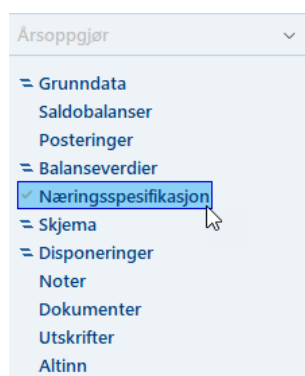 Årsoppgjør
Grunndata
Saldobalanser
Posteringer
Balanseverdier
Næringsspesifikasjon
Skjema
Disponeringer
Noter
Dokumenter
Utskrifter
Altinn